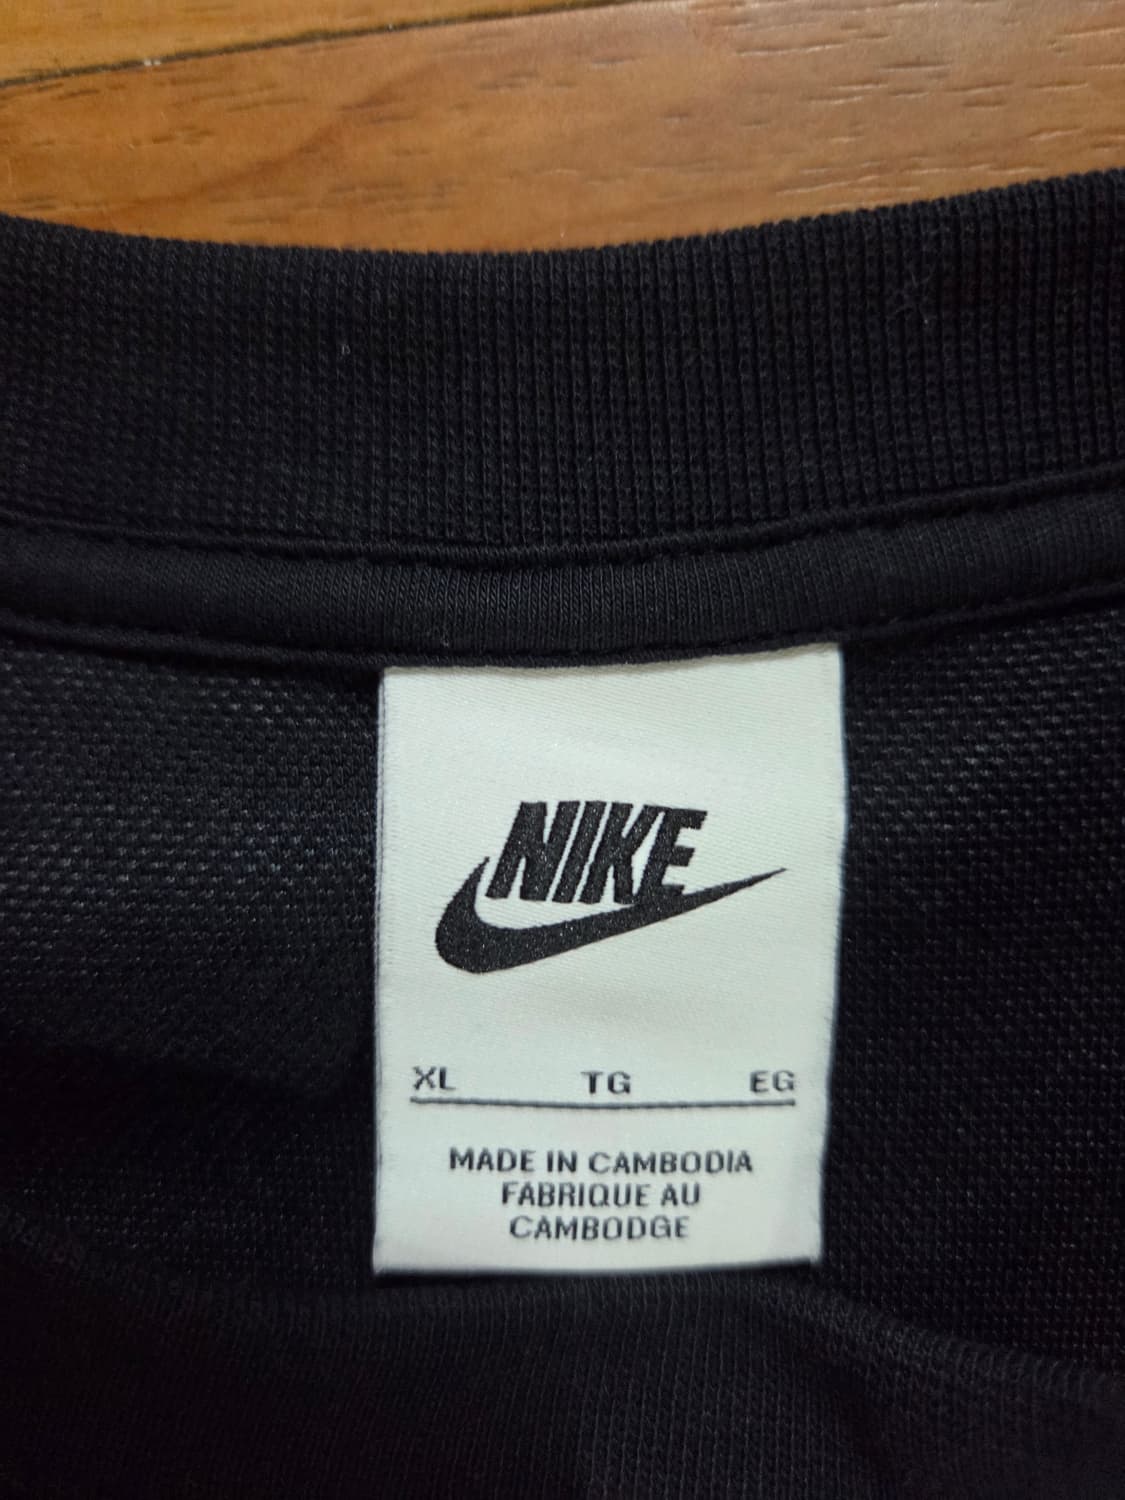 NIKE
XL TG EG
MADE IN CAMBODIA
FABRIQUE AU
CAMBODGE